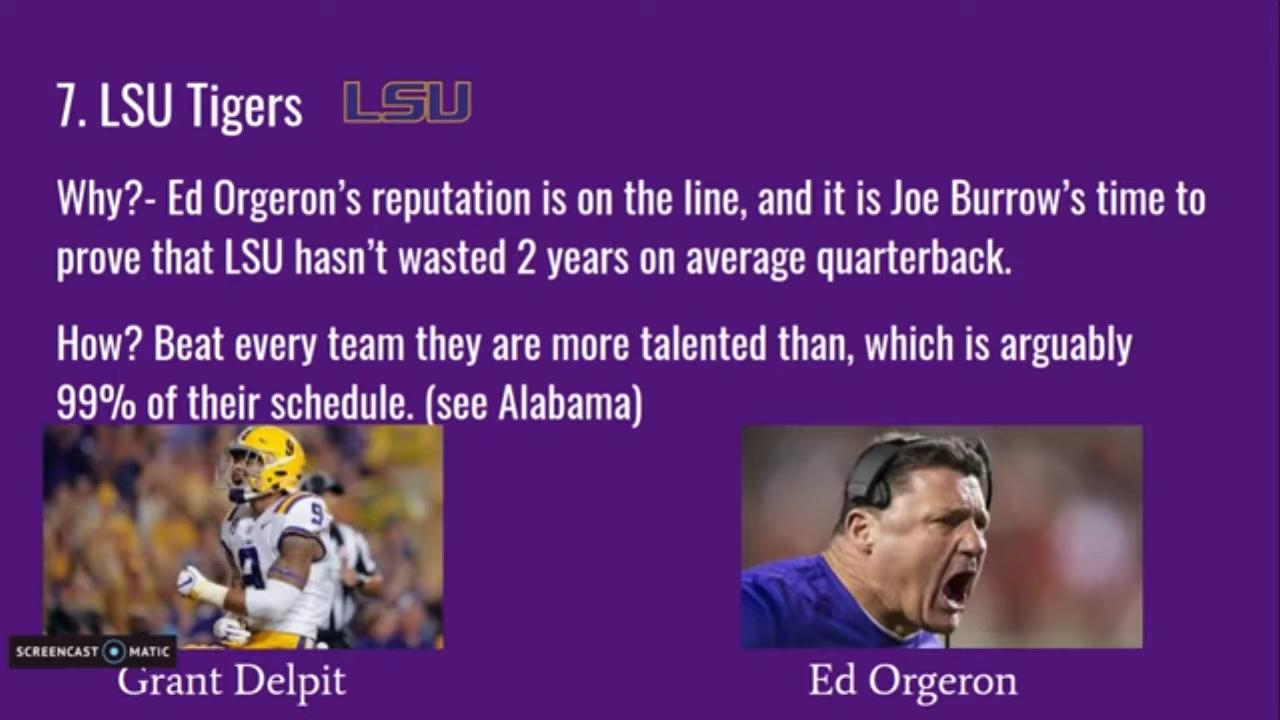 7. LSU Tigers LSU
Why?- Ed Orgeron's reputation is on the line, and it is Joe Burrow's time to
prove that LSU hasn't wasted 2 years on average quarterback.
How? Beat every team they are more talented than, which is arguably
99% of their schedule. (see Alabama)
9
9
SCREENCAST MATIC
Grant Delpit
Ed Orgeron